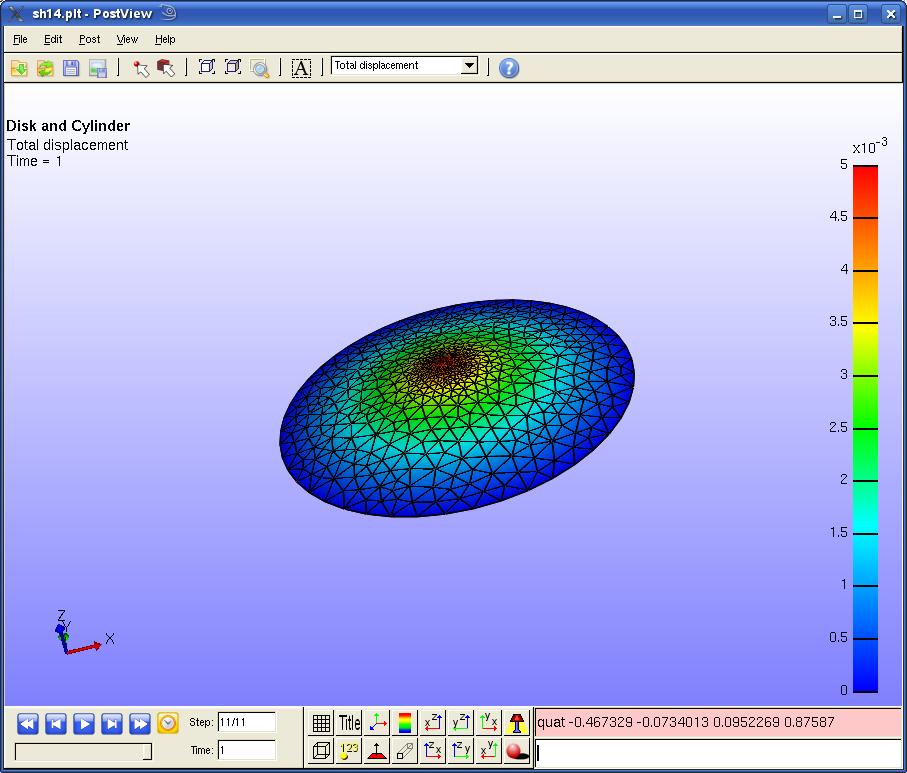 sh14.plt - PostView
File Edit Post View Help
A Total displacement ?
Disk and Cylinder
Total displacement
Time = 1
x10-3
5
4.5
4
3.5
3
2.5
2
1.5
1
0.5
0
Z
Y
X
Step: 11/11
Time: 1
Title
123
quat -0.467329 -0.0734013 0.0952269 0.87587